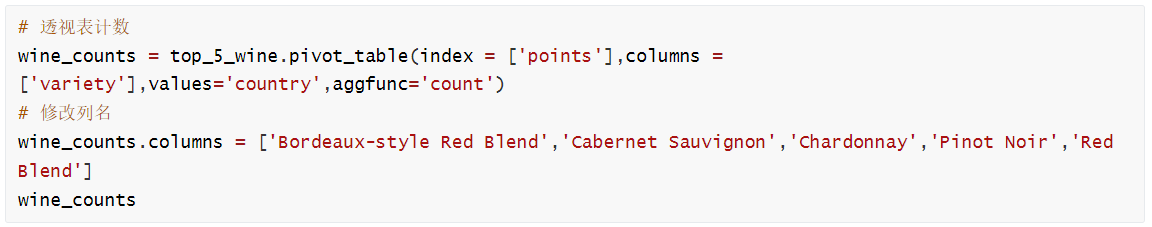 # 透视表计数
wine_counts = top_5_wine.pivot_table(index = ['points'],columns =
['variety'],values='country',aggfunc='count')
# 修改列名
wine_counts.columns = ['Bordeaux-style Red Blend','Cabernet Sauvignon','Chardonnay','Pinot Noir','Red
Blend']
wine_counts